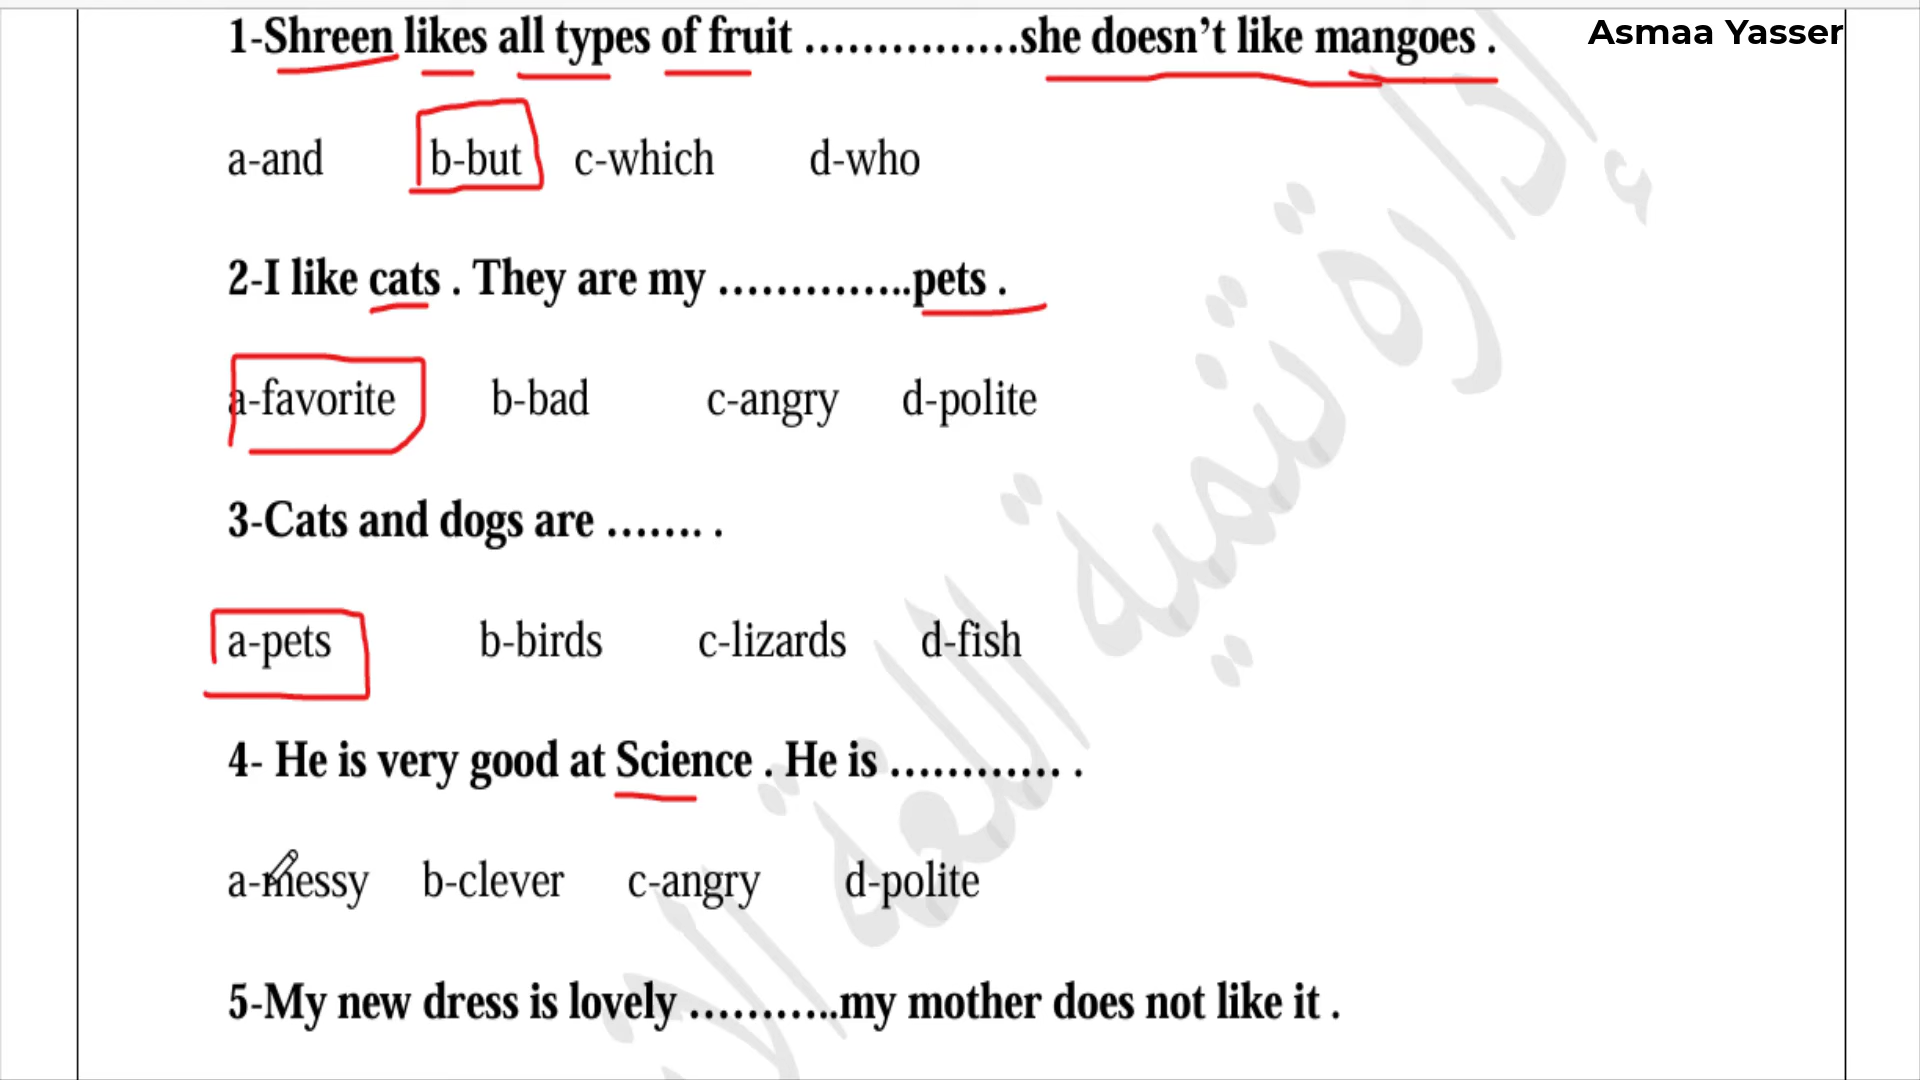 Asmaa Yasser
1-Shreen likes all types of fruit ……………she doesn’t like mangoes .
a-and b-but c-which d-who
2-I like cats . They are my …………..pets .
a-favorite b-bad c-angry d-polite
3-Cats and dogs are ……. .
a-pets b-birds c-lizards d-fish
4- He is very good at Science . He is ………… .
a-messy b-clever c-angry d-polite
5-My new dress is lovely ………..my mother does not like it .
إدارة تنمية اللغة